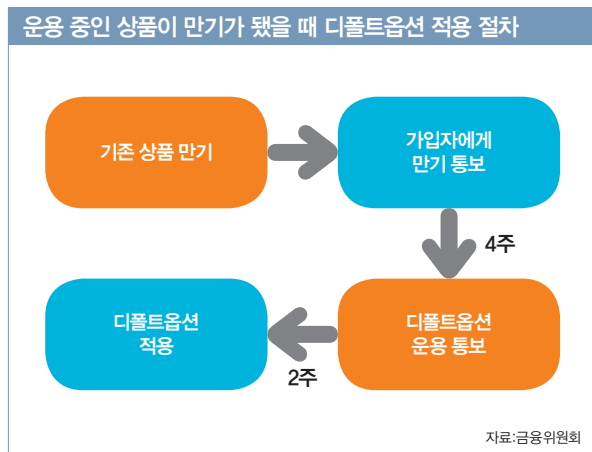 운용 중인 상품이 만기가 됐을 때 디폴트옵션 적용 절차
기존 상품 만기
가입자에게
만기 통보
4주
디폴트옵션
운용 통보
2주
디폴트옵션
적용
자료:금융위원회